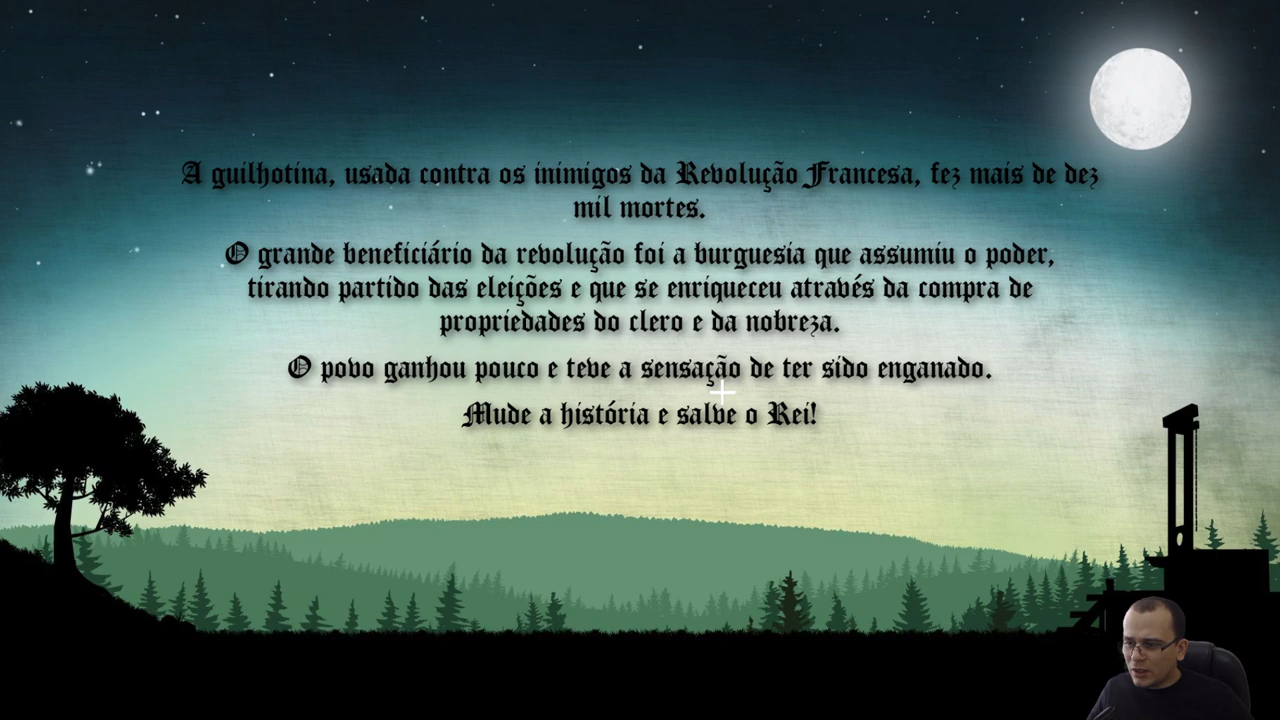 A guilhotina, usada contra os inimigos da Revolução Francesa, fez mais de dez
mil mortes.
O grande beneficiário da revolução foi a burguesia que assumiu o poder,
tirando partido das eleições e que se enriqueceu através da compra de
propriedades do clero e da nobreza.
O povo ganhou pouco e teve a sensação de ter sido enganado.
Mude a história e salve o Rei!